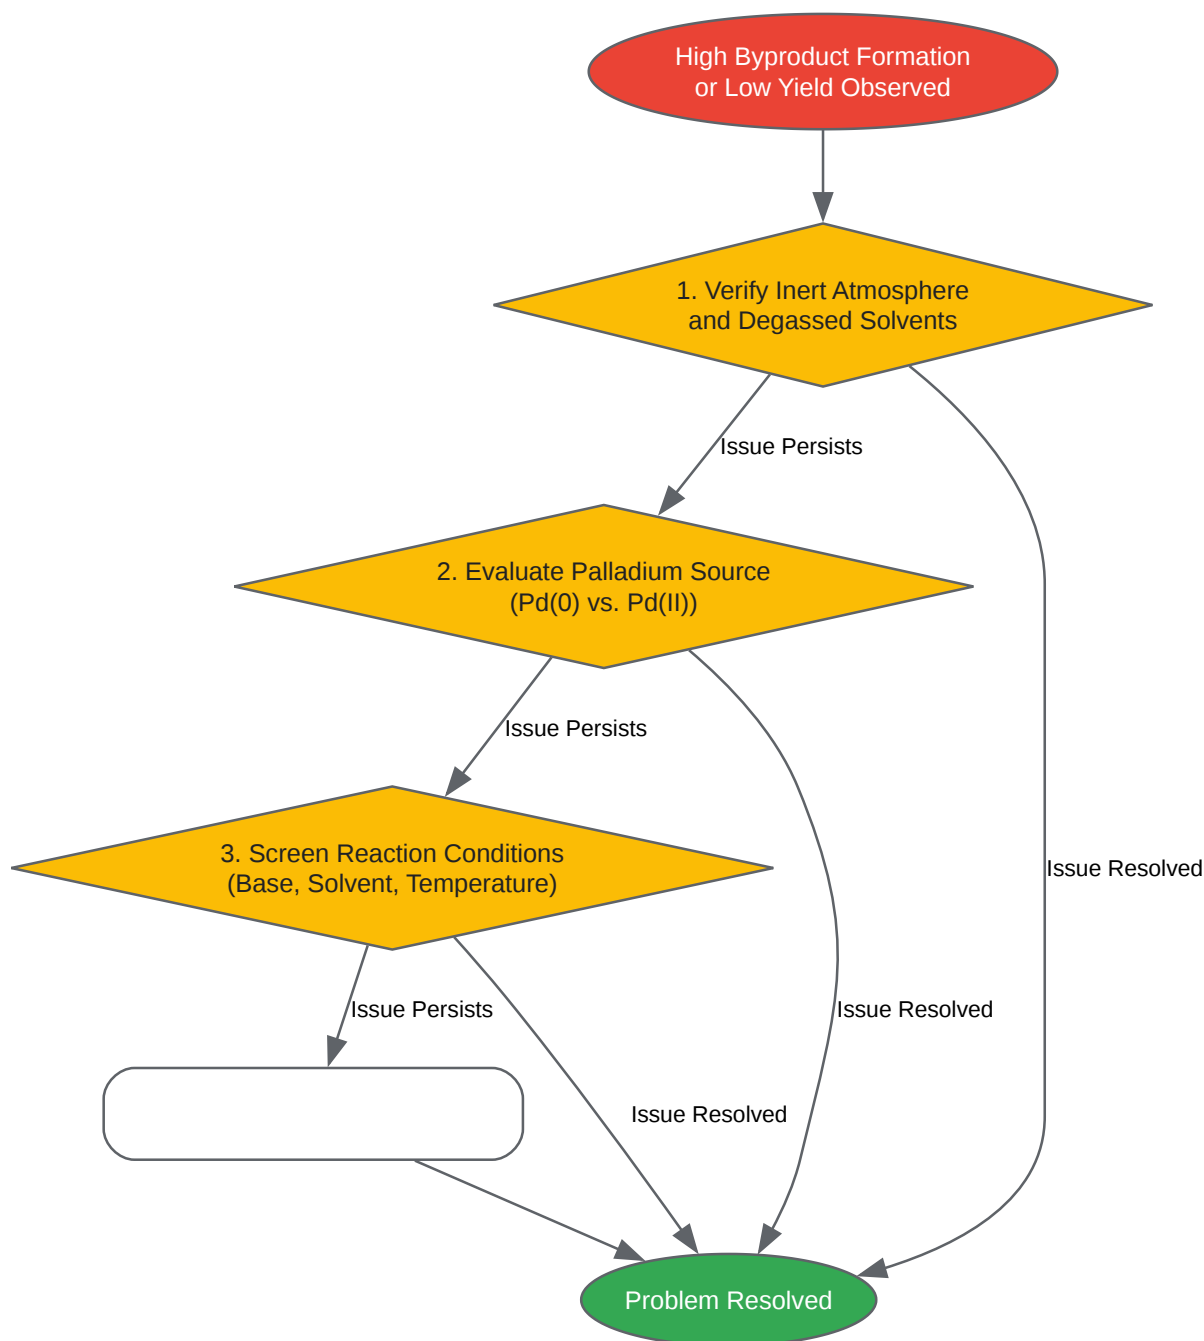 High Byproduct Formation
or Low Yield Observed
1. Verify Inert Atmosphere
and Degassed Solvents
Issue Persists
2. Evaluate Palladium Source
(Pd(0) vs. Pd(II))
Issue Persists
3. Screen Reaction Conditions
(Base, Solvent, Temperature)
Issue Resolved
Issue Persists
Issue Resolved
Issue Resolved
Problem Resolved